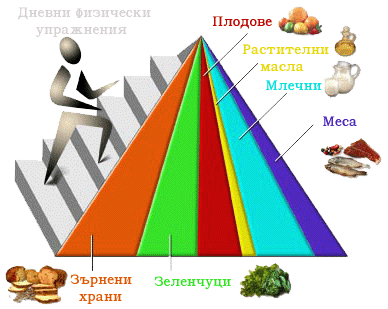 Дневни физически
упражнения
Плодове
Растителни
масла
Млечни
Меса
Зърнени
храни
Зеленчуци